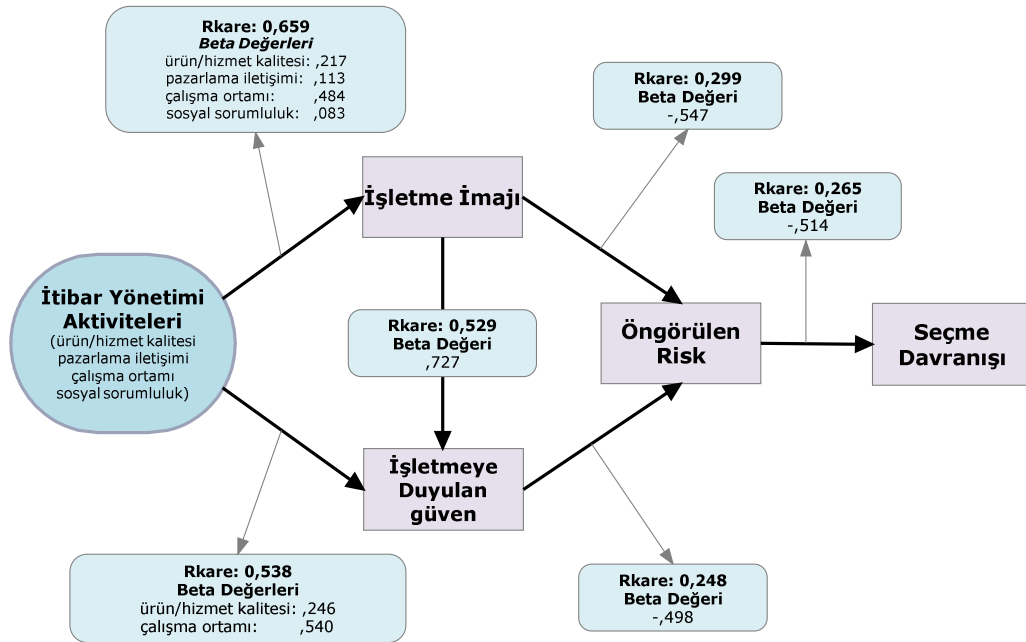 Rkare: 0,659
Beta Değerleri
ürün/hizmet kalitesi: ,217
pazarlama iletişimi: ,113
çalışma ortamı: ,484
sosyal sorumluluk: ,083
Rkare: 0,299
Beta Değeri
-,547
Rkare: 0,265
Beta Değeri
-,514
İşletme İmajı
İtibar Yönetimi
Aktiviteleri
(ürün/hizmet kalitesi
pazarlama iletişimi
çalışma ortamı
sosyal sorumluluk)
Rkare: 0,529
Beta Değeri
,727
Öngörülen
Risk
Seçme
Davranışı
İşletmeye
Duyulan
güven
Rkare: 0,538
Beta Değerleri
ürün/hizmet kalitesi: ,246
çalışma ortamı: ,540
Rkare: 0,248
Beta Değeri
-,498